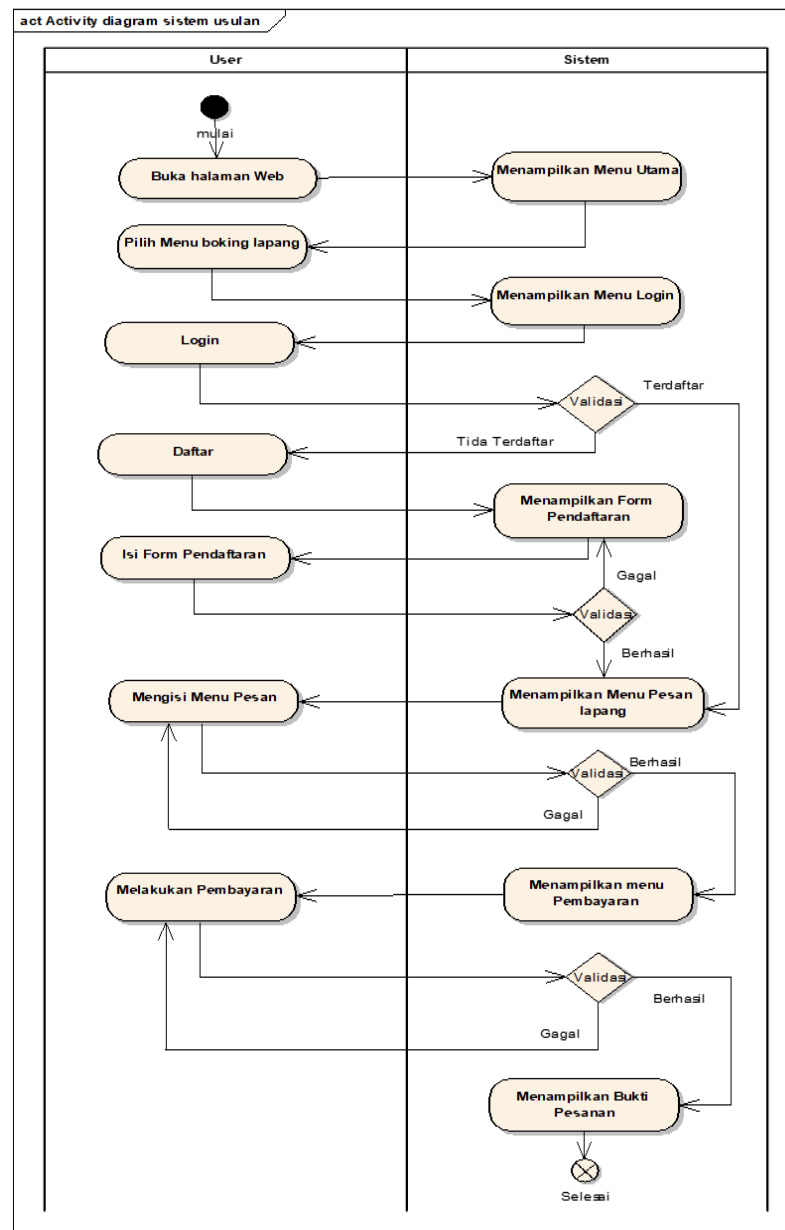 act Activity diagram sistem usulan
User
Sistem
mulai
Buka halaman Web
Menampilkan Menu Utama
Pilih Menu boking lapang
Menampilkan Menu Login
Login
Validasi
Terdaftar
Tida Terdaftar
Daftar
Menampilkan Form
Pendaftaran
Isi Form Pendaftaran
Gagal
Validasi
Berhasil
Mengisi Menu Pesan
Menampilkan Menu Pesan
lapang
Validasi
Berhasil
Gagal
Melakukan Pembayaran
Menampilkan menu
Pembayaran
Validasi
Berhasil
Gagal
Menampilkan Bukti
Pesanan
Selesai